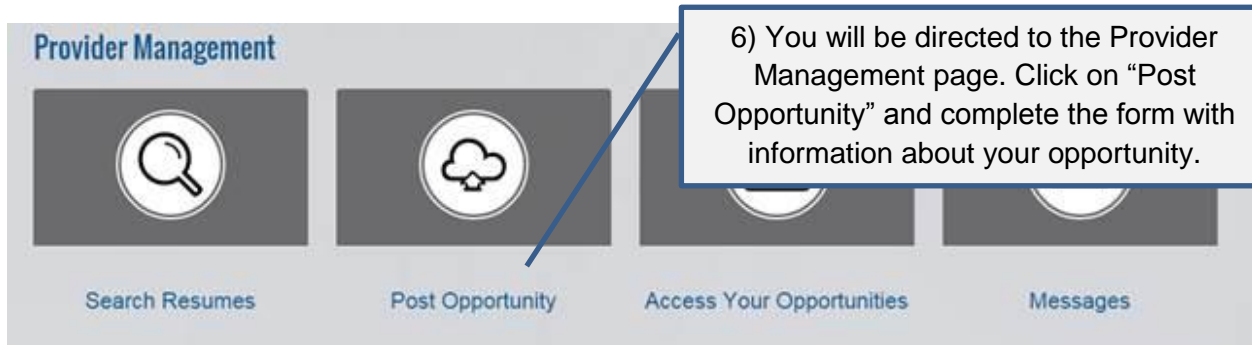 Provider Management
6) You will be directed to the Provider
Management page. Click on “Post
Opportunity” and complete the form with
information about your opportunity.
Search Resumes
Post Opportunity
Access Your Opportunities
Messages